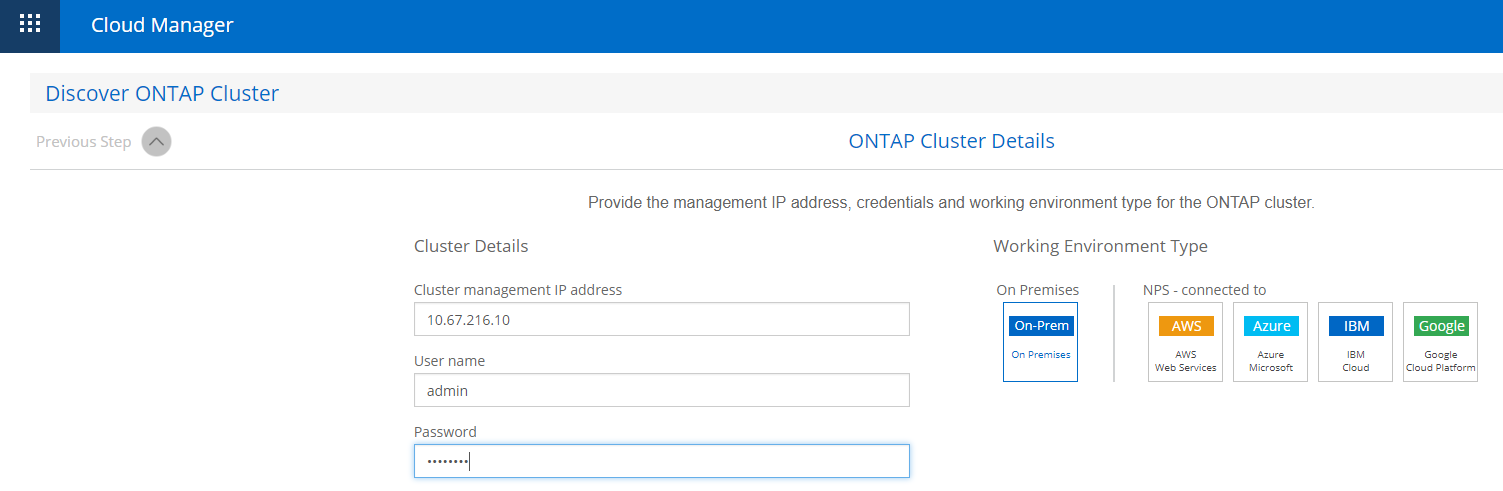 Cloud Manager
Discover ONTAP Cluster
Previous Step
ONTAP Cluster Details
Provide the management IP address, credentials and working environment type for the ONTAP cluster.
Cluster Details
Cluster management IP address
10.67.216.10
User name
admin
Password
••••••••
Working Environment Type
On Premises
On-Prem
On Premises
NPS - connected to
AWS
AWS
Web Services
Azure
Azure
Microsoft
IBM
IBM
Cloud
Google
Google
Cloud Platform